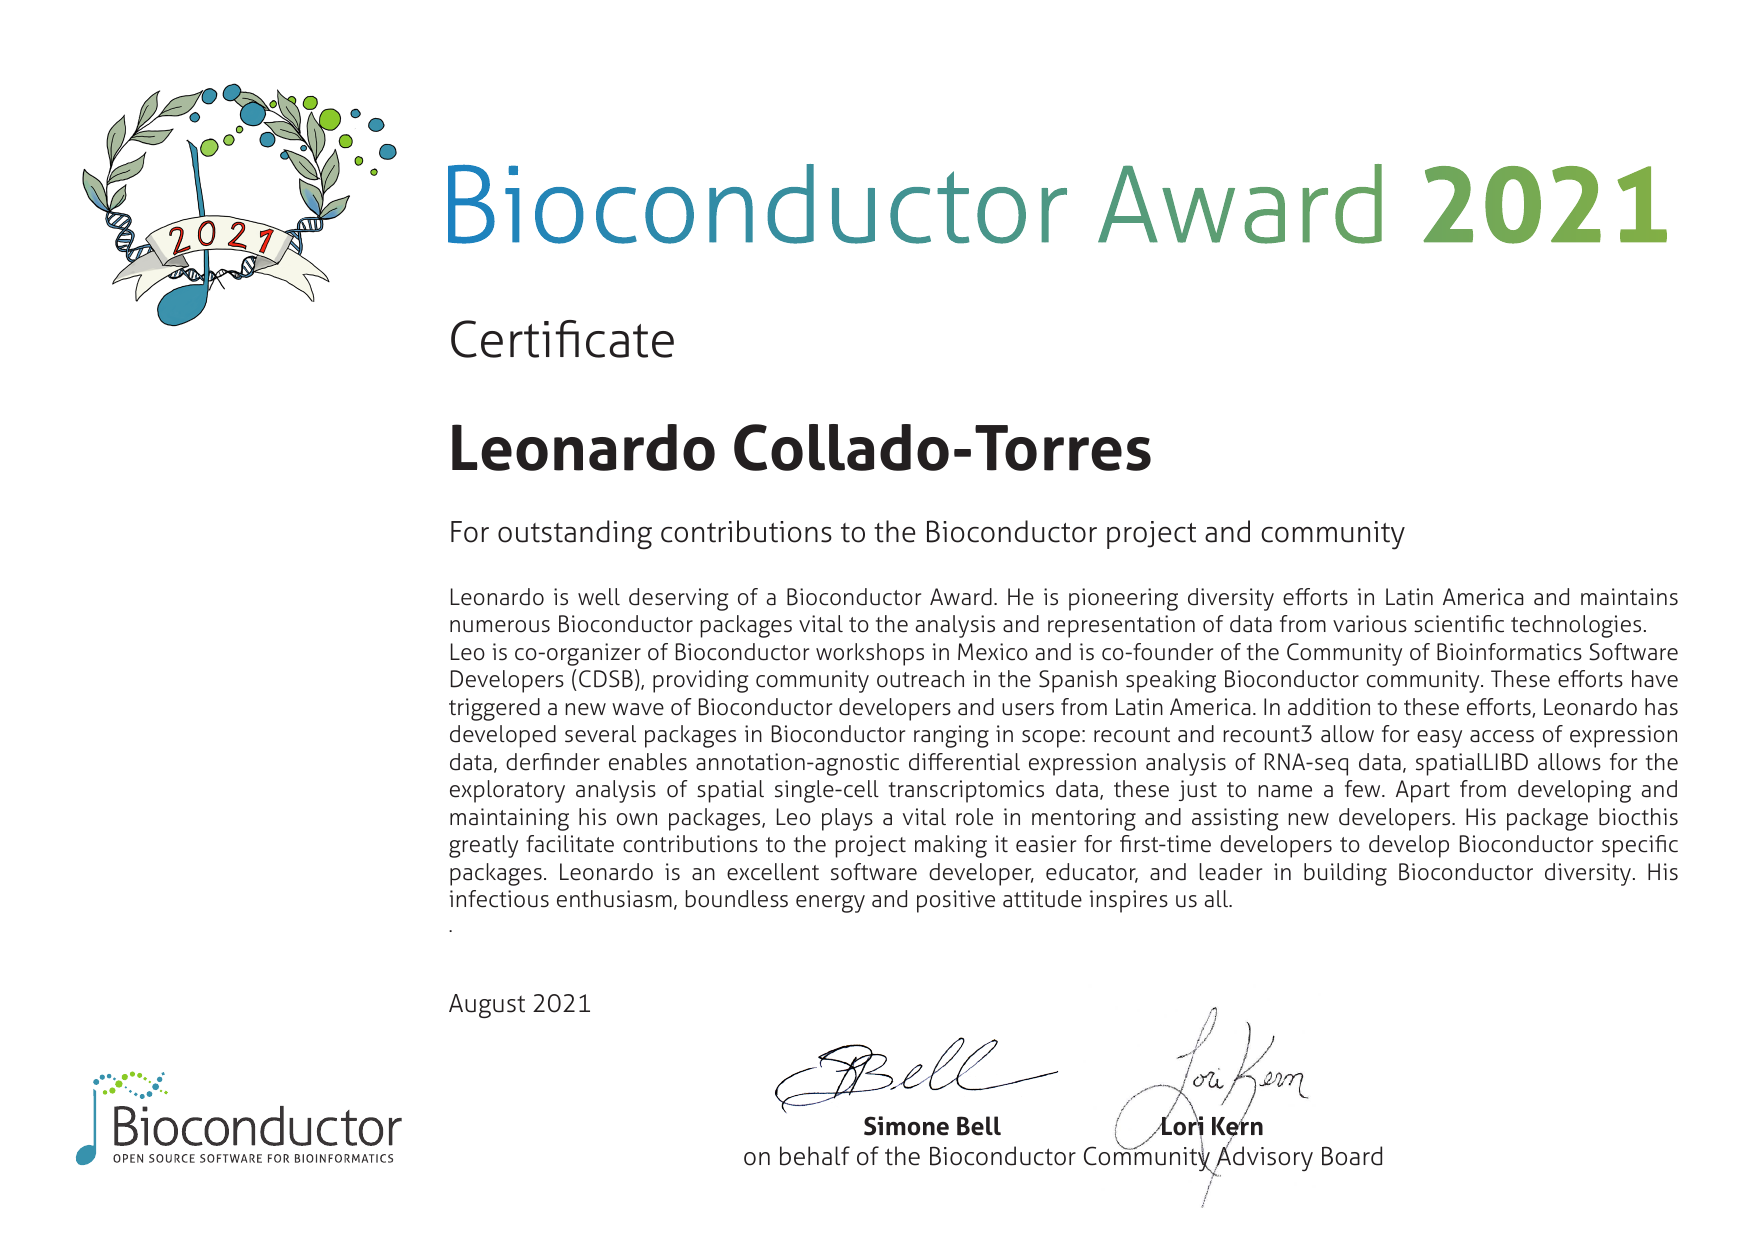 2021
Bioconductor Award 2021
Certificate
Leonardo Collado-Torres
For outstanding contributions to the Bioconductor project and community
Leonardo is well deserving of a Bioconductor Award. He is pioneering diversity efforts in Latin America and maintains
numerous Bioconductor packages vital to the analysis and representation of data from various scientific technologies.
Leo is co-organizer of Bioconductor workshops in Mexico and is co-founder of the Community of Bioinformatics Software
Developers (CDSB), providing community outreach in the Spanish speaking Bioconductor community. These efforts have
triggered a new wave of Bioconductor developers and users from Latin America. In addition to these efforts, Leonardo has
developed several packages in Bioconductor ranging in scope: recount and recount3 allow for easy access of expression
data, derfinder enables annotation-agnostic differential expression analysis of RNA-seq data, spatialLIBD allows for the
exploratory analysis of spatial single-cell transcriptomics data, these just to name a few. Apart from developing and
maintaining his own packages, Leo plays a vital role in mentoring and assisting new developers. His package biocthis
greatly facilitate contributions to the project making it easier for first-time developers to develop Bioconductor specific
packages. Leonardo is an excellent software developer, educator, and leader in building Bioconductor diversity. His
infectious enthusiasm, boundless energy and positive attitude inspires us all.
.
August 2021
SBell Lori Kern
Simone Bell Lori Kern
on behalf of the Bioconductor Community Advisory Board
Bioconductor
OPEN SOURCE SOFTWARE FOR BIOINFORMATICS